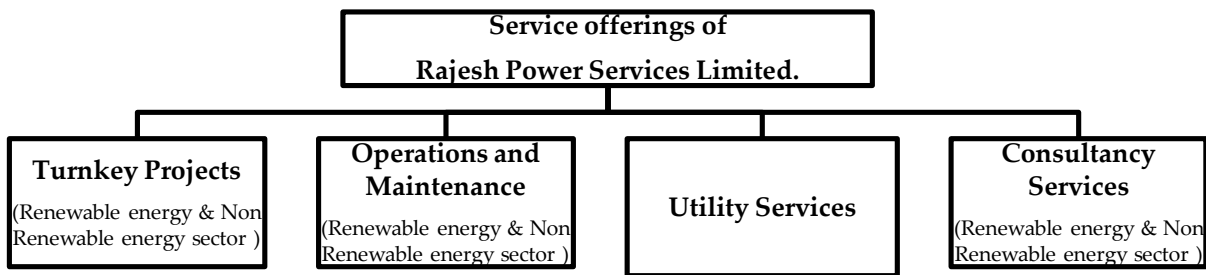 Service offerings of
Rajesh Power Services Limited.
Turnkey Projects
(Renewable energy & Non
Renewable energy sector )
Operations and
Maintenance
(Renewable energy & Non
Renewable energy sector )
Utility Services
Consultancy
Services
(Renewable energy & Non
Renewable energy sector )